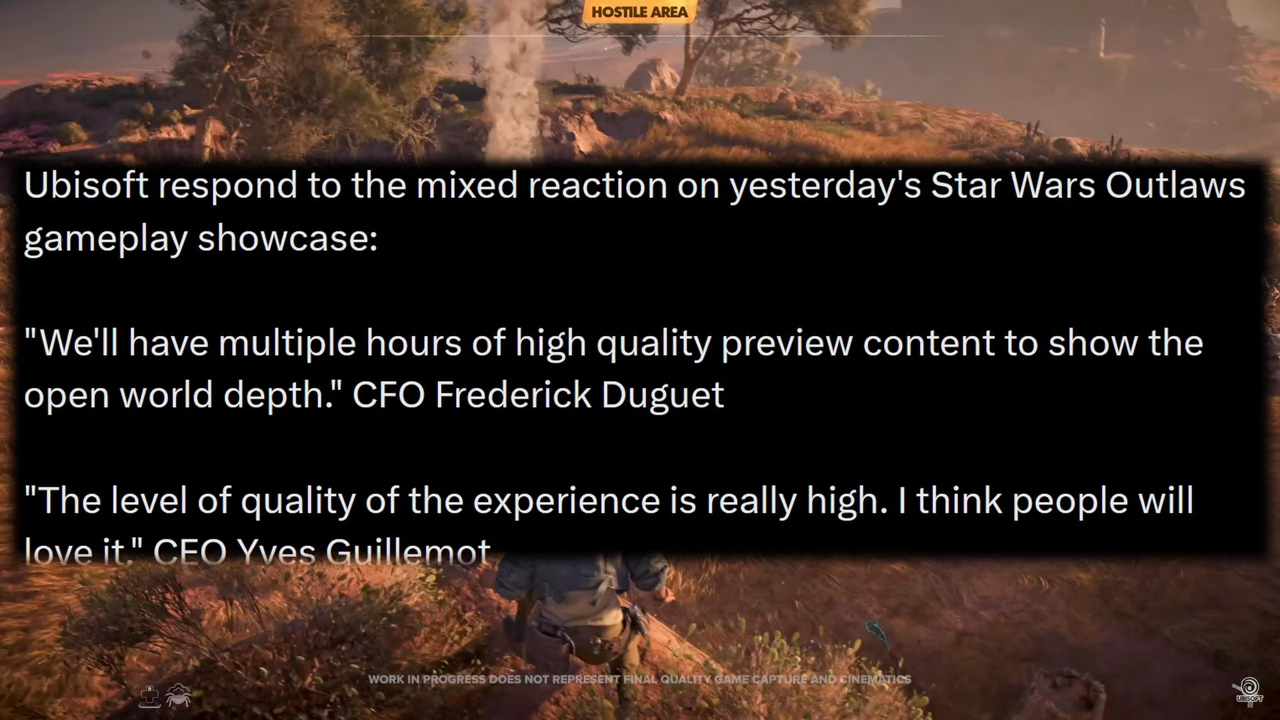 HOSTILE AREA
Ubisoft respond to the mixed reaction on yesterday's Star Wars Outlaws
gameplay showcase:
"We'll have multiple hours of high quality preview content to show the
open world depth." CFO Frederick Duguet
"The level of quality of the experience is really high. I think people will
love it." CEO Yves Guillemot
WORK IN PROGRESS DOES NOT REPRESENT FINAL QUALITY GAME CAPTURE AND CINEMATICS
UBISOFT